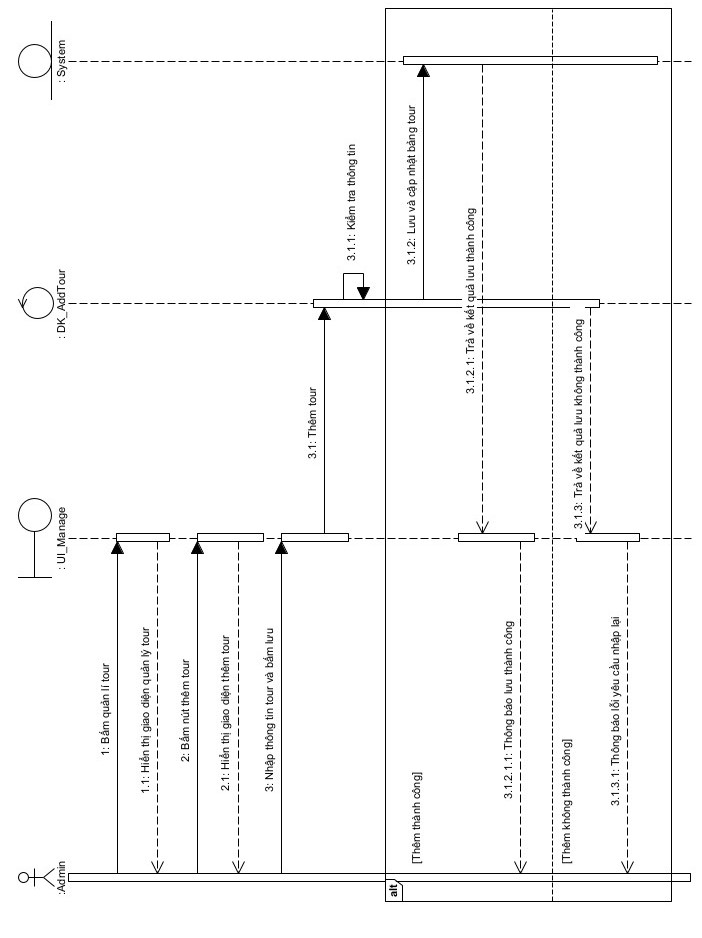 :Admin
: UI_Manage
: DK_AddTour
: System
1: Bấm quản lí tour
1.1: Hiển thị giao diện quản lý tour
2: Bấm nút thêm tour
2.1: Hiển thị giao diện thêm tour
3: Nhập thông tin tour và bấm lưu
3.1: Thêm tour
3.1.1: Kiểm tra thông tin
alt
[Thêm thành công]
3.1.2: Lưu và cập nhật bảng tour
3.1.2.1: Trả về kết quả lưu thành công
3.1.2.1.1: Thông báo lưu thành công
[Thêm không thành công]
3.1.3: Trả về kết quả lưu không thành công
3.1.3.1: Thông báo lỗi yêu cầu nhập lại